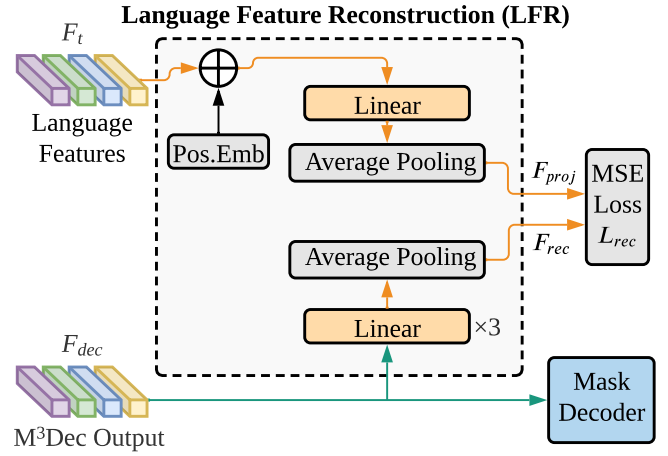 Language Feature Reconstruction (LFR)
F_t
Language
Features
Pos.Emb
Linear
Average Pooling
F_proj
MSE
Loss
L_rec
F_rec
Average Pooling
Linear
×3
F_dec
M³Dec Output
Mask
Decoder